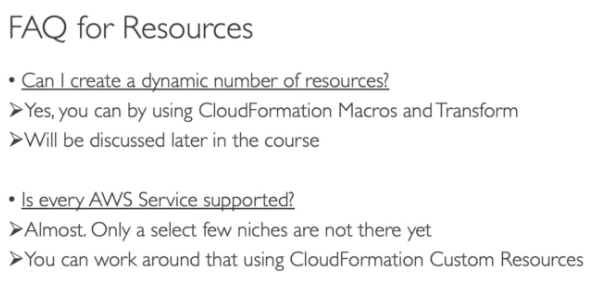 FAQ for Resources
• Can I create a dynamic number of resources?
➢Yes, you can by using CloudFormation Macros and Transform
➢Will be discussed later in the course
• Is every AWS Service supported?
➢Almost. Only a select few niches are not there yet
➢You can work around that using CloudFormation Custom Resources